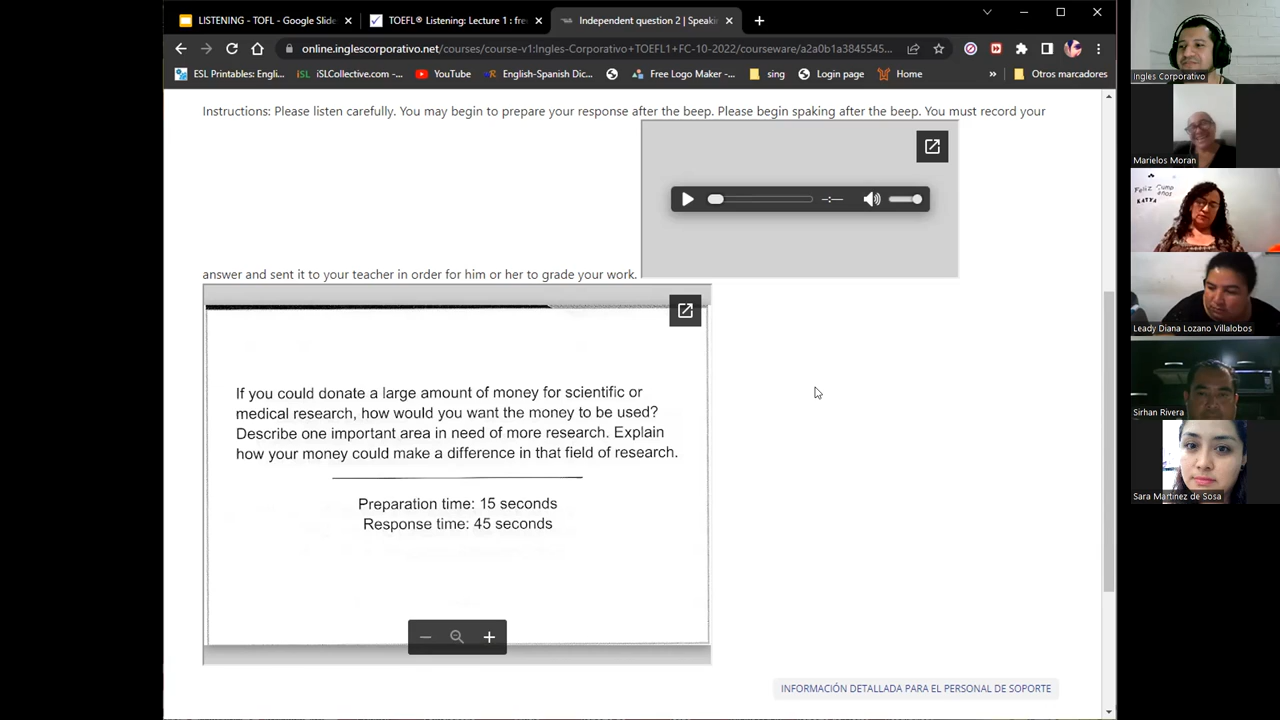 LISTENING - TOFL - Google Slide
TOEFL® Listening: Lecture 1 : fre
Independent question 2 | Speaki
online.inglescorporativo.net/courses/course-v1:Ingles-Corporativo+TOEFL1+FC-10-2022/courseware/a2a0b1a3845545...
ESL Printables: Engli...
iSLCollective.com -...
YouTube
English-Spanish Dic...
Free Logo Maker -...
sing
Login page
Home
»
Otros marcadores
Instructions: Please listen carefully. You may begin to prepare your response after the beep. Please begin spaking after the beep. You must record your
answer and sent it to your teacher in order for him or her to grade your work.
-:--
If you could donate a large amount of money for scientific or
medical research, how would you want the money to be used?
Describe one important area in need of more research. Explain
how your money could make a difference in that field of research.
Preparation time: 15 seconds
Response time: 45 seconds
INFORMACIÓN DETALLADA PARA EL PERSONAL DE SOPORTE
Ingles Corporativo
Marielos Moran
Feliz Cumple
años
KATYA
Leady Diana Lozano Villalobos
Sirhan Rivera
Sara Martinez de Sosa